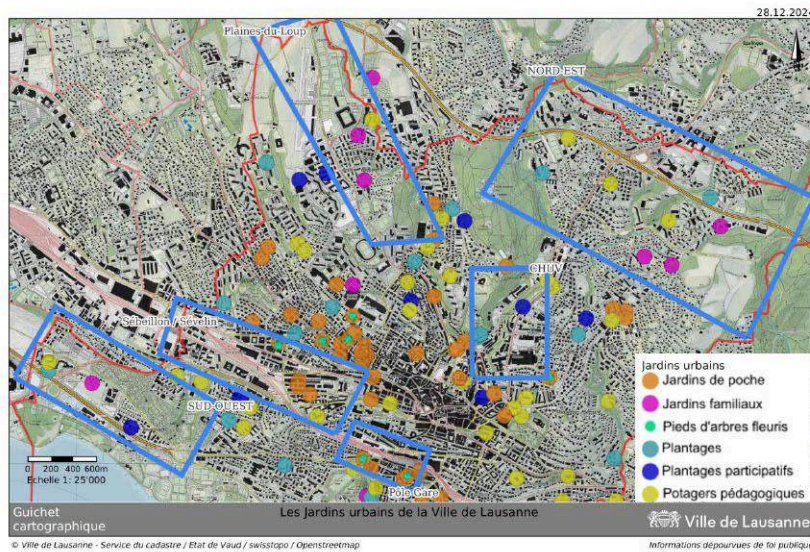 28.12.2024
Plaines-du-Loup
NORD-EST
CHUV
Sébeillon / Sévelin
SUD-OUEST
Pôle Gare
Jardins urbains
Jardins de poche
Jardins familiaux
Pieds d'arbres fleuris
Plantages
Plantages participatifs
Potagers pédagogiques
0 200 400 600m
Echelle 1: 25'000
Guichet
cartographique
Les Jardins urbains de la Ville de Lausanne
Ville de Lausanne
© Ville de Lausanne - Service du cadastre / Etat de Vaud / swisstopo / Openstreetmap
Informations dépourvues de foi publique